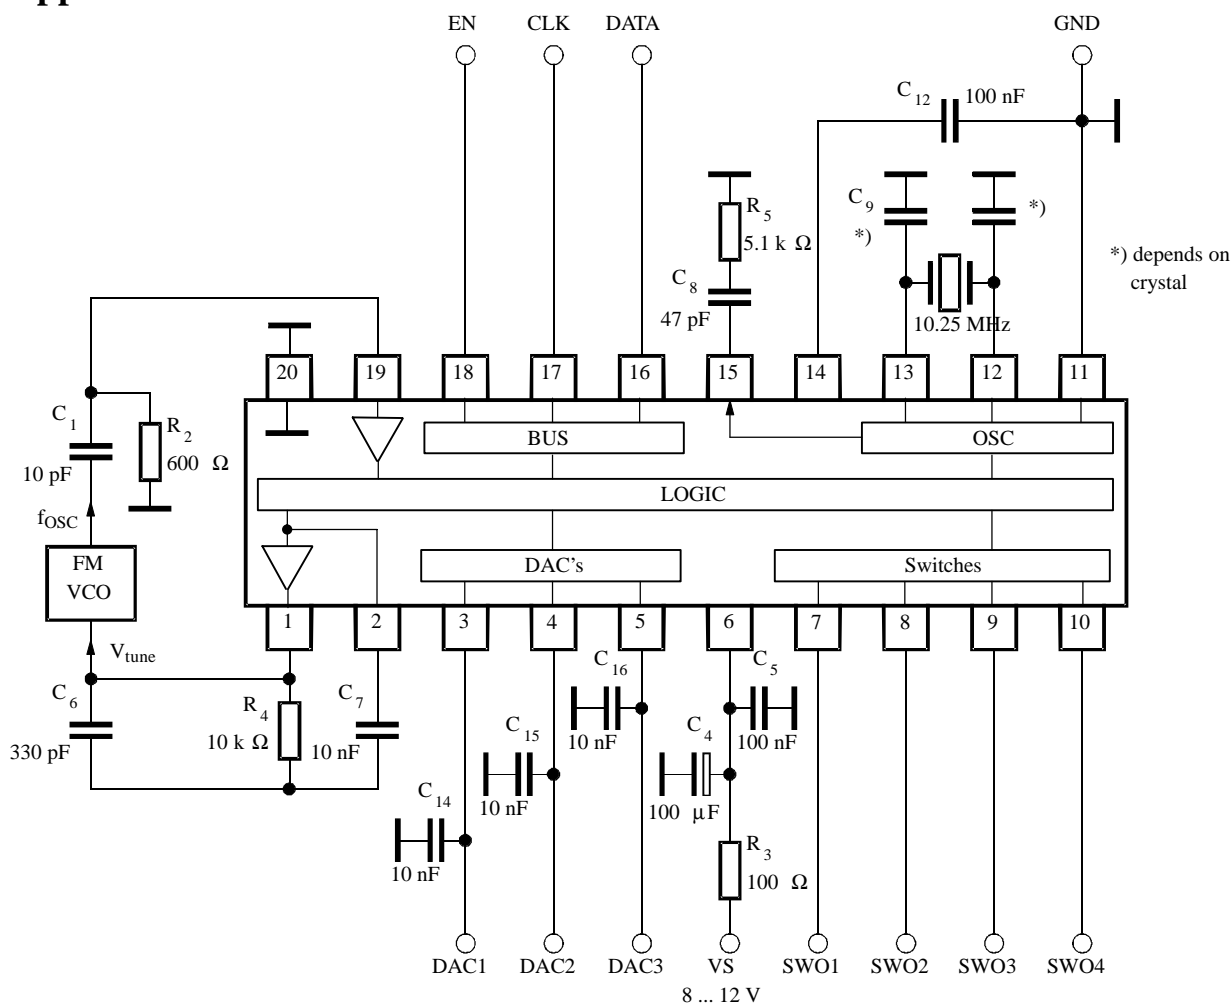 EN CLK DATA GND
C12 100 nF
R5
5.1 k Ω
C9
*)
*)
*) depends on
crystal
C8
47 pF
10.25 MHz
20 19 18 17 16 15 14 13 12 11
C1
10 pF
R2
600 Ω
BUS OSC
LOGIC
fOSC
FM
VCO
DAC's Switches
1 2 3 4 5 6 7 8 9 10
Vtune
C6
330 pF
R4
10 k Ω
C7
10 nF
C16
10 nF
C5
100 nF
C15
10 nF
C4
100 µF
C14
10 nF
R3
100 Ω
DAC1 DAC2 DAC3 VS SWO1 SWO2 SWO3 SWO4
8 ... 12 V